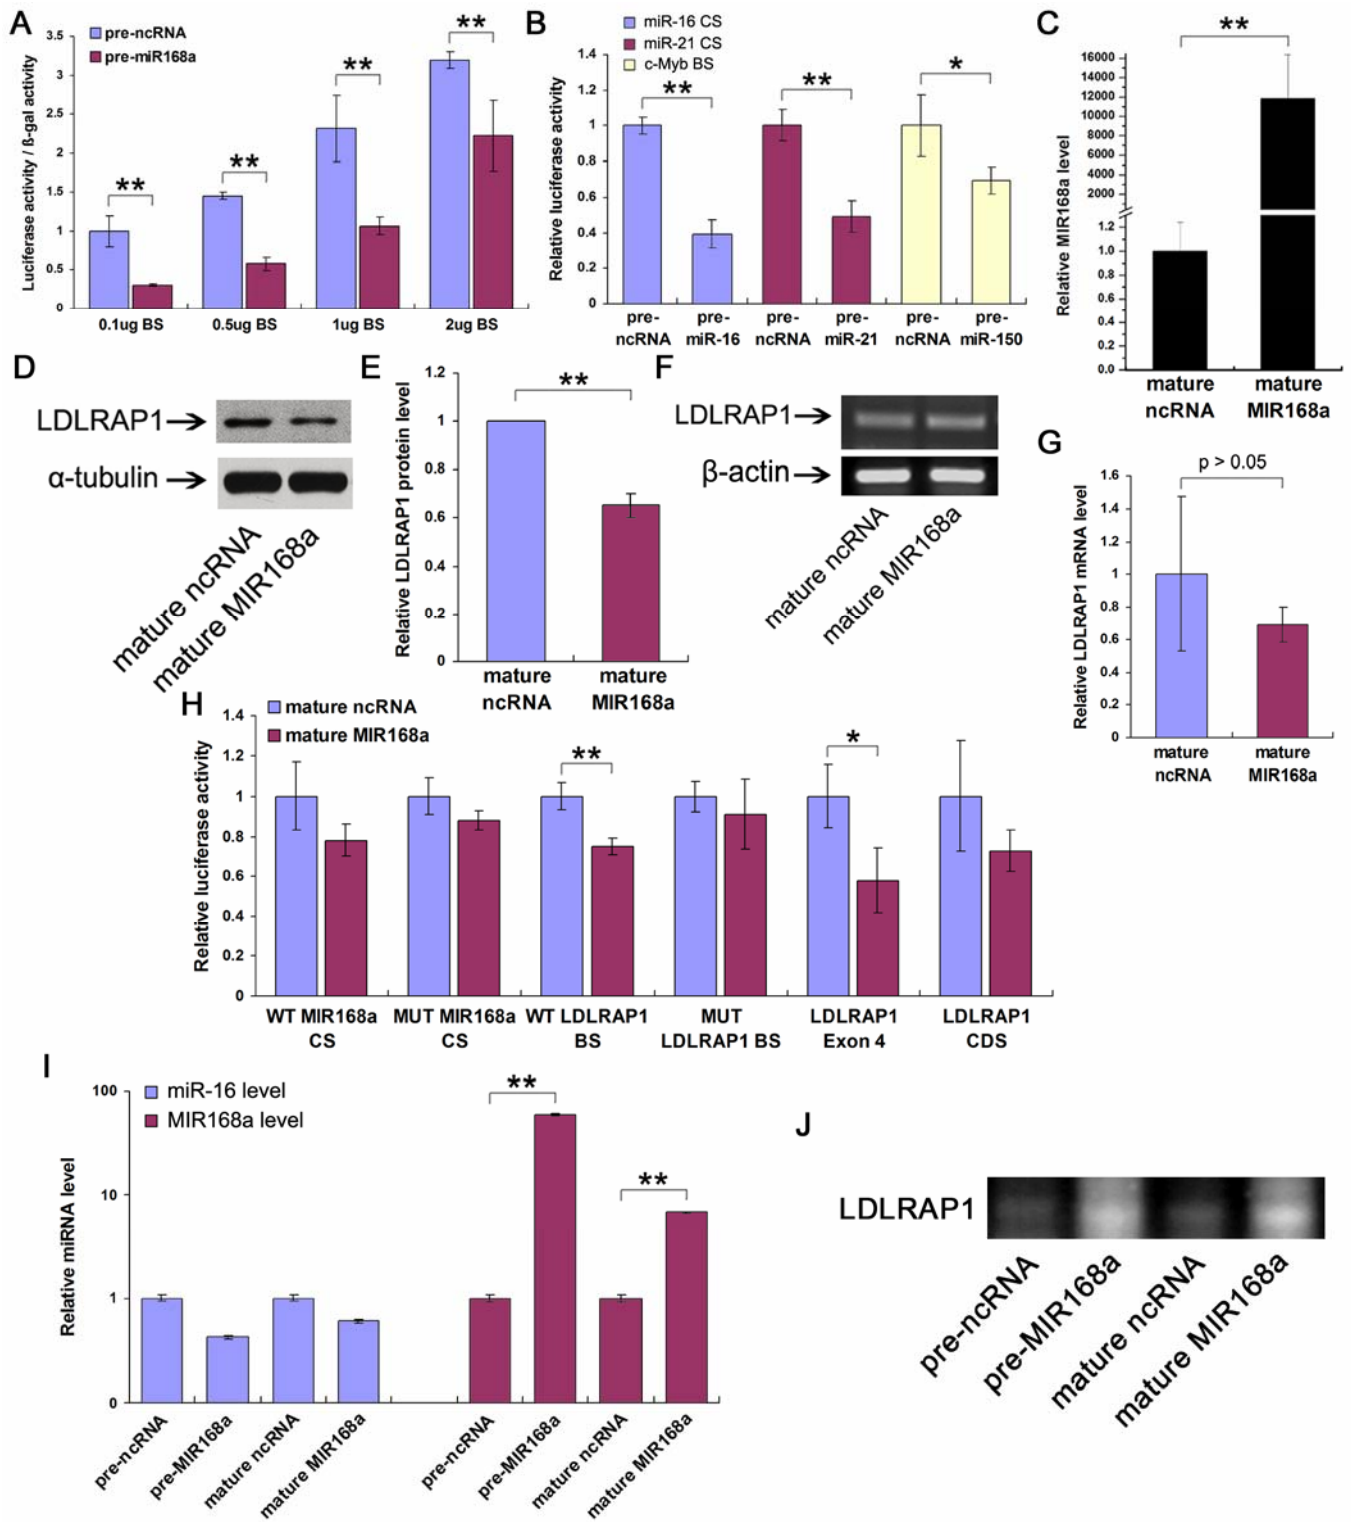 A
Luciferase activity / ß-gal activity
3.5
3
2.5
2
1.5
1
0.5
0
pre-ncRNA
pre-miR168a
**
**
**
**
0.1ug BS
0.5ug BS
1ug BS
2ug BS
B
Relative luciferase activity
1.4
1.2
1
0.8
0.6
0.4
0.2
0
miR-16 CS
miR-21 CS
c-Myb BS
**
**
*
pre-
ncRNA
pre-
miR-16
pre-
ncRNA
pre-
miR-21
pre-
ncRNA
pre-
miR-150
C
Relative MIR168a level
16000
14000
12000
10000
8000
6000
4000
2000
1.2
1.0
0.8
0.6
0.4
0.2
0.0
**
mature
ncRNA
mature
MIR168a
D
LDLRAP1
α-tubulin
mature ncRNA
mature MIR168a
E
Relative LDLRAP1 protein level
1.2
1
0.8
0.6
0.4
0.2
0
**
mature
ncRNA
mature
MIR168a
F
LDLRAP1
β-actin
mature ncRNA
mature MIR168a
G
Relative LDLRAP1 mRNA level
1.6
1.4
1.2
1
0.8
0.6
0.4
0.2
0
p > 0.05
mature
ncRNA
mature
MIR168a
H
Relative luciferase activity
1.4
1.2
1
0.8
0.6
0.4
0.2
0
mature ncRNA
mature MIR168a
**
*
WT MIR168a
CS
MUT MIR168a
CS
WT LDLRAP1
BS
MUT
LDLRAP1 BS
LDLRAP1
Exon 4
LDLRAP1
CDS
I
Relative miRNA level
100
10
1
0
miR-16 level
MIR168a level
**
**
pre-ncRNA
pre-MIR168a
mature ncRNA
mature MIR168a
pre-ncRNA
pre-MIR168a
mature ncRNA
mature MIR168a
J
LDLRAP1
pre-ncRNA
pre-MIR168a
mature ncRNA
mature MIR168a